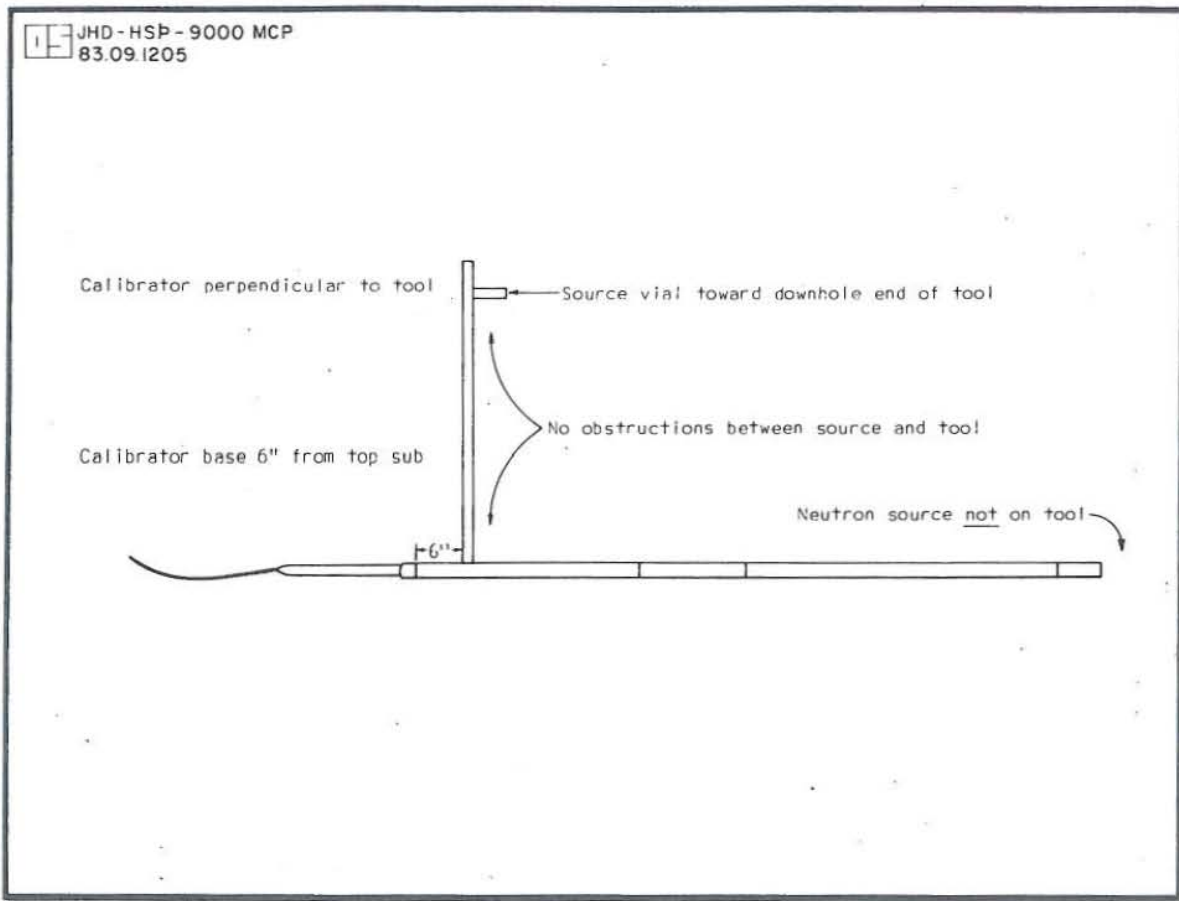 JHD-HSÞ-9000 MCP
83.09.1205
Calibrator perpendicular to tool
Source vial toward downhole end of tool
No obstructions between source and tool
Calibrator base 6" from top sub
Neutron source not on tool
6"